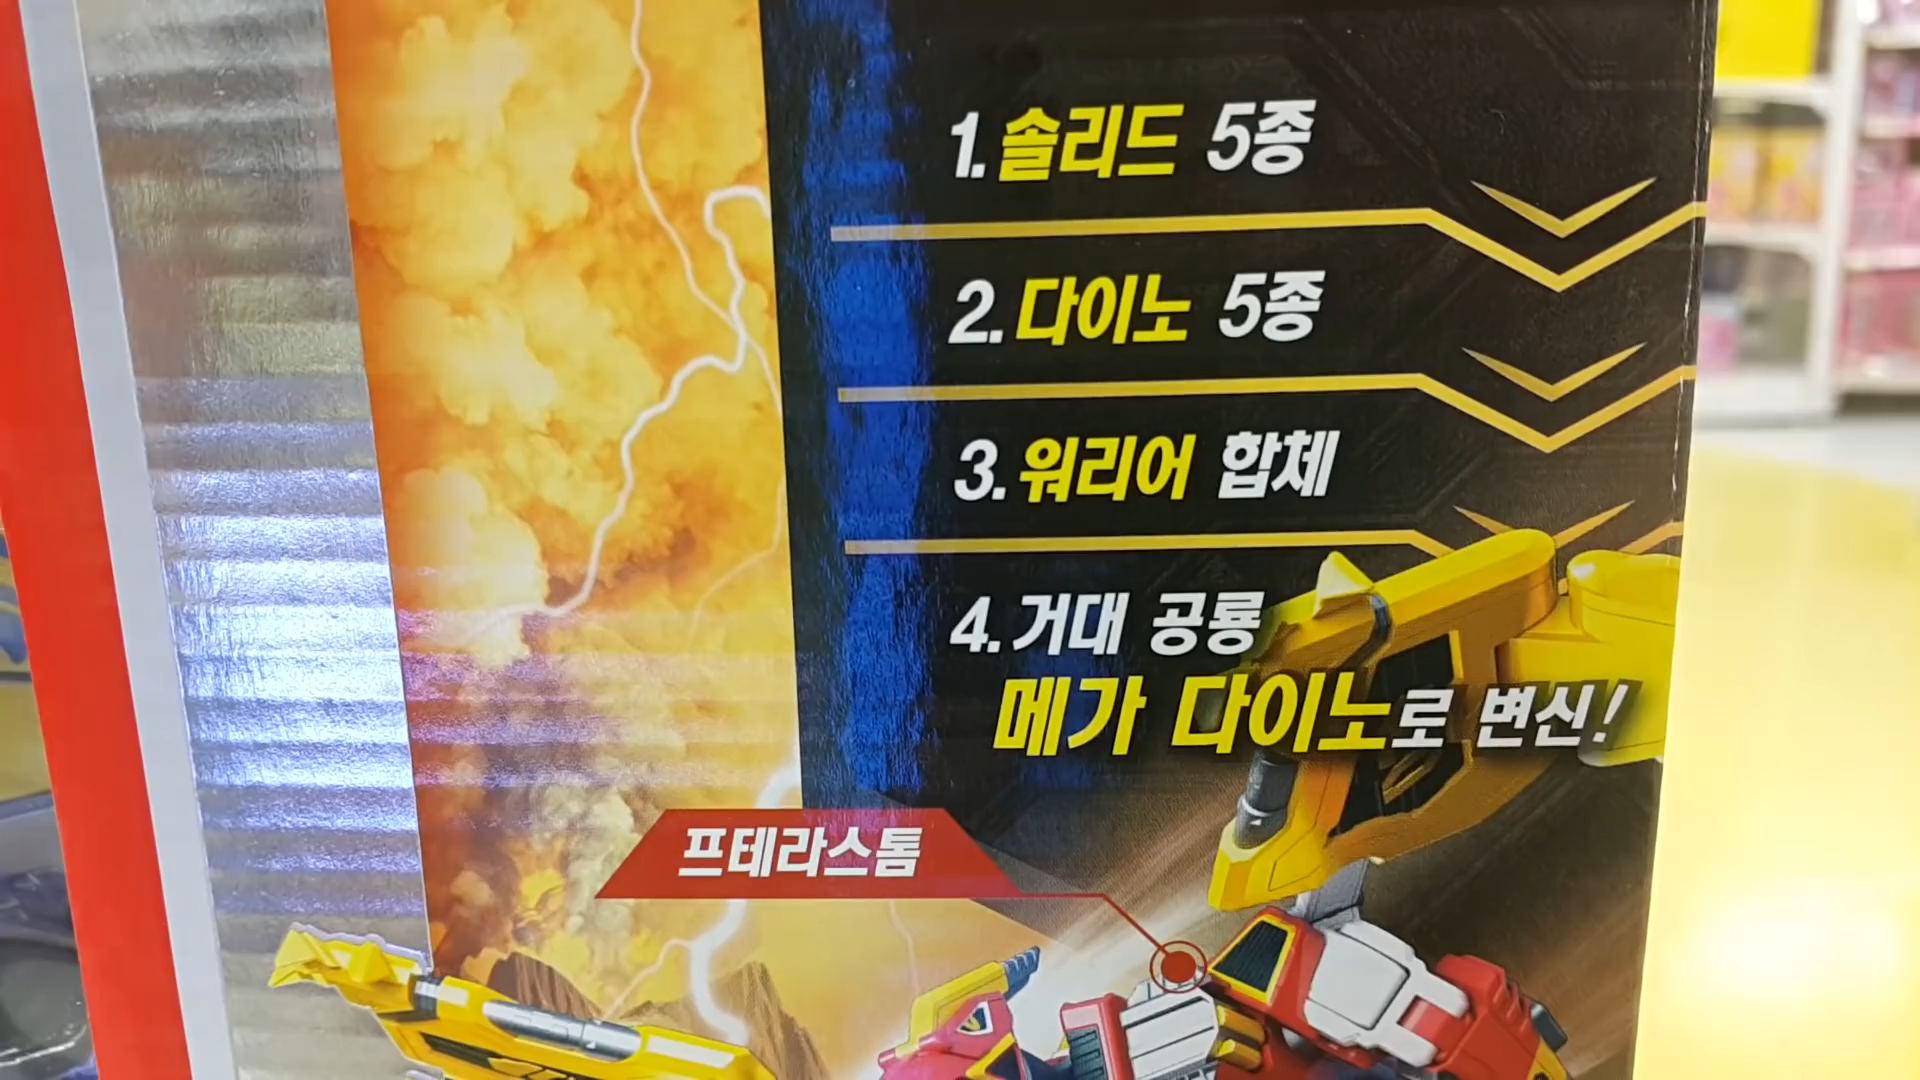 1. 솔리드 5종
2. 다이노 5종
3. 워리어 합체
4. 거대 공룡
메가 다이노로 변신!
프테라스톰